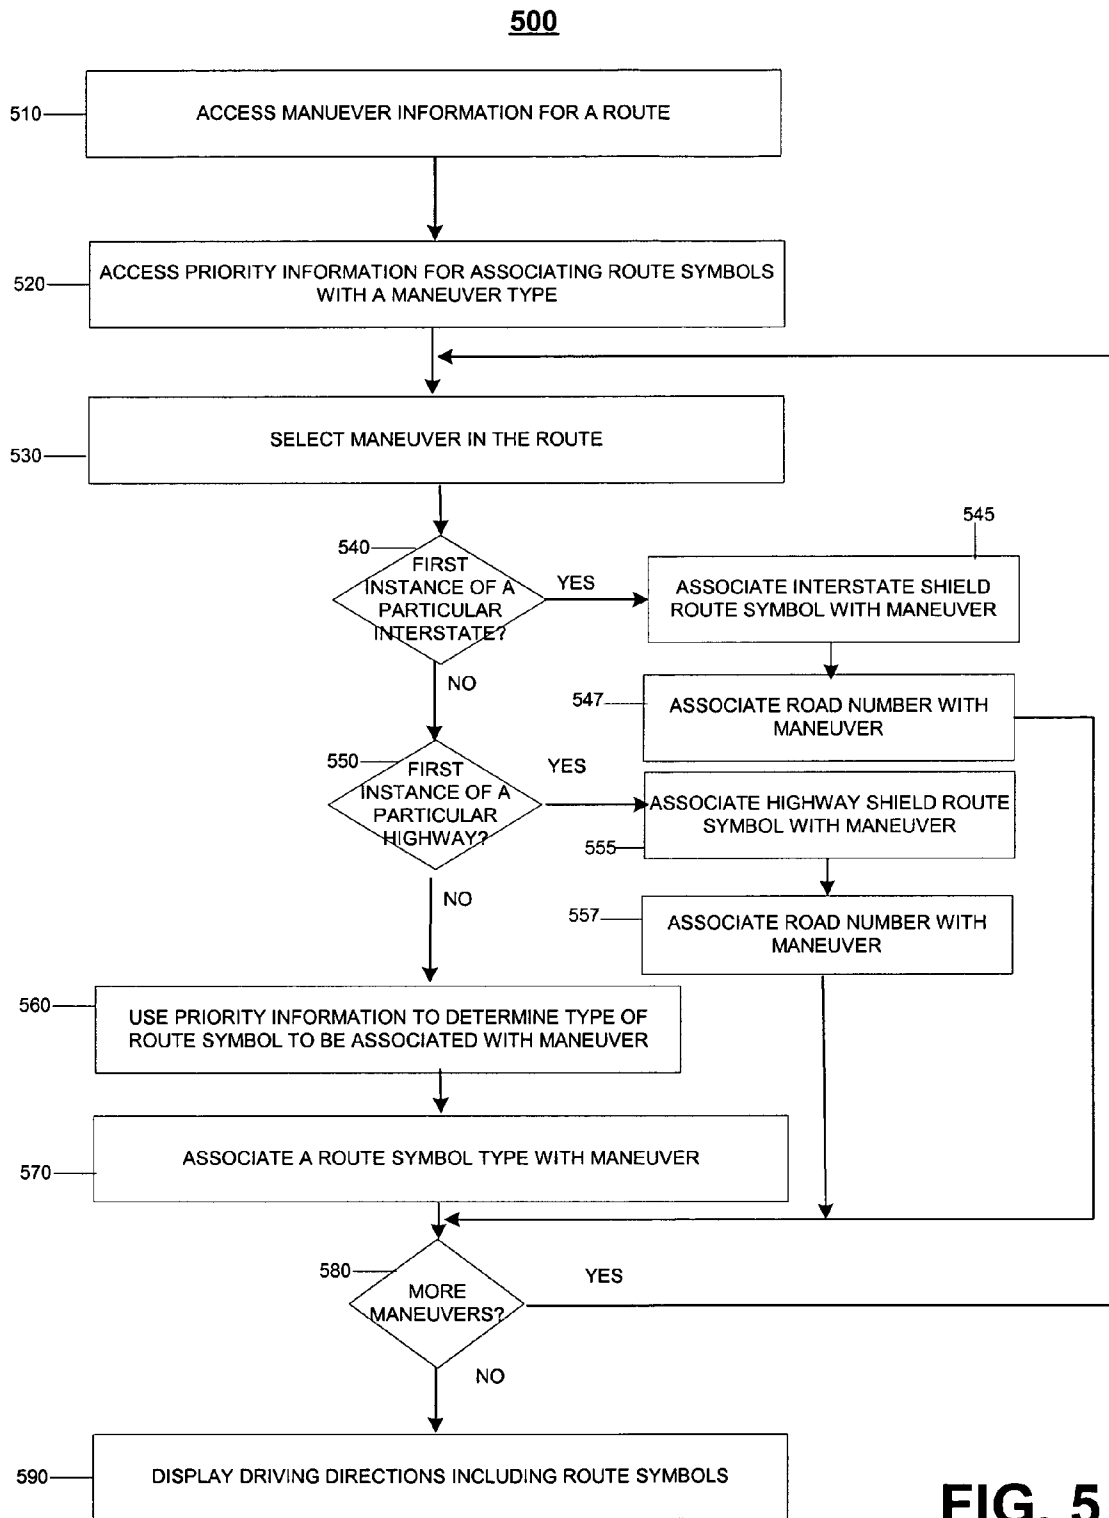 500
510
ACCESS MANUEVER INFORMATION FOR A ROUTE
520
ACCESS PRIORITY INFORMATION FOR ASSOCIATING ROUTE SYMBOLS
WITH A MANEUVER TYPE
530
SELECT MANEUVER IN THE ROUTE
540
FIRST
INSTANCE OF A
PARTICULAR
INTERSTATE?
YES
545
ASSOCIATE INTERSTATE SHIELD
ROUTE SYMBOL WITH MANEUVER
NO
547
ASSOCIATE ROAD NUMBER WITH
MANEUVER
550
FIRST
INSTANCE OF A
PARTICULAR
HIGHWAY?
YES
ASSOCIATE HIGHWAY SHIELD ROUTE
SYMBOL WITH MANEUVER
555
NO
557
ASSOCIATE ROAD NUMBER WITH
MANEUVER
560
USE PRIORITY INFORMATION TO DETERMINE TYPE OF
ROUTE SYMBOL TO BE ASSOCIATED WITH MANEUVER
570
ASSOCIATE A ROUTE SYMBOL TYPE WITH MANEUVER
580
MORE
MANEUVERS?
YES
NO
590
DISPLAY DRIVING DIRECTIONS INCLUDING ROUTE SYMBOLS
FIG. 5